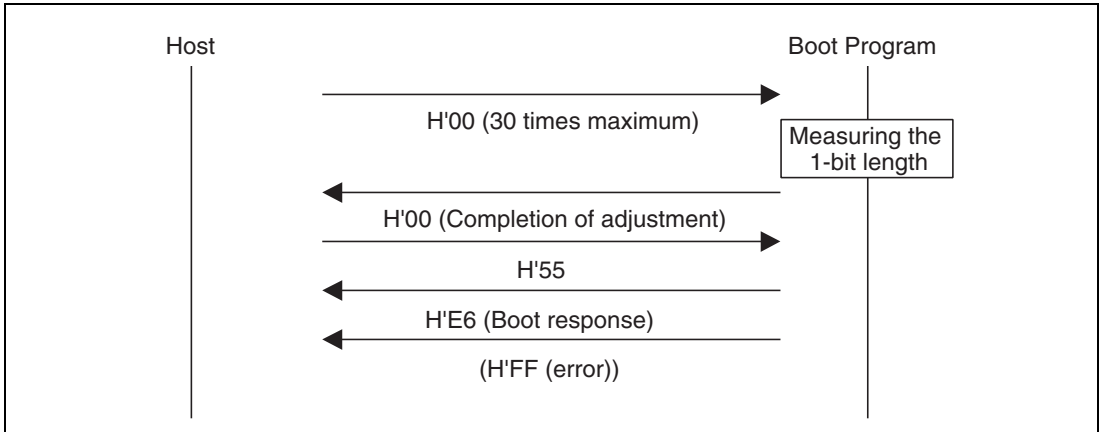 Host
Boot Program
H'00 (30 times maximum)
Measuring the
1-bit length
H'00 (Completion of adjustment)
H'55
H'E6 (Boot response)
(H'FF (error))